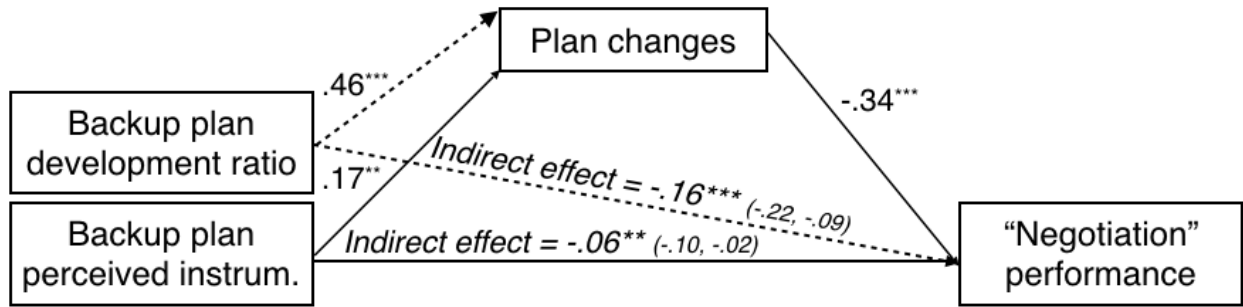 Plan changes
.46***
-.34***
Backup plan
development ratio
Indirect effect = -.16*** (-.22, -.09)
.17**
Backup plan
perceived instrum.
Indirect effect = -.06** (-.10, -.02)
“Negotiation”
performance